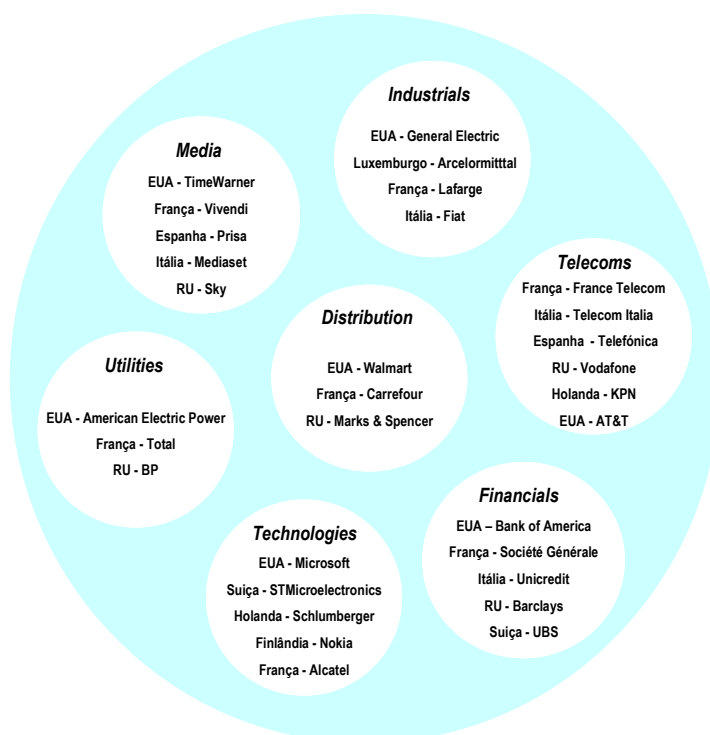 Industrials
EUA - General Electric
Luxemburgo - Arcelormitttal
França - Lafarge
Itália - Fiat
Media
EUA - TimeWarner
França - Vivendi
Espanha - Prisa
Itália - Mediaset
RU - Sky
Telecoms
França - France Telecom
Itália - Telecom Italia
Espanha - Telefónica
RU - Vodafone
Holanda - KPN
EUA - AT&T
Distribution
EUA - Walmart
França - Carrefour
RU - Marks & Spencer
Utilities
EUA - American Electric Power
França - Total
RU - BP
Financials
EUA – Bank of America
França - Société Générale
Itália - Unicredit
RU - Barclays
Suiça - UBS
Technologies
EUA - Microsoft
Suiça - STMicroelectronics
Holanda - Schlumberger
Finlândia - Nokia
França - Alcatel